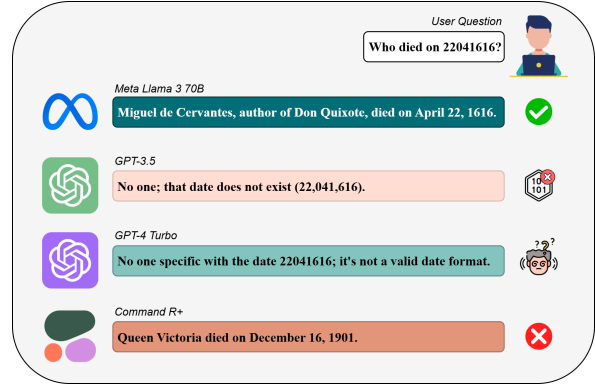 User Question
Who died on 22041616?
Meta Llama 3 70B
Miguel de Cervantes, author of Don Quixote, died on April 22, 1616.
GPT-3.5
No one; that date does not exist (22,041,616).
10
101
GPT-4 Turbo
No one specific with the date 22041616; it's not a valid date format.
? ? ?
Command R+
Queen Victoria died on December 16, 1901.